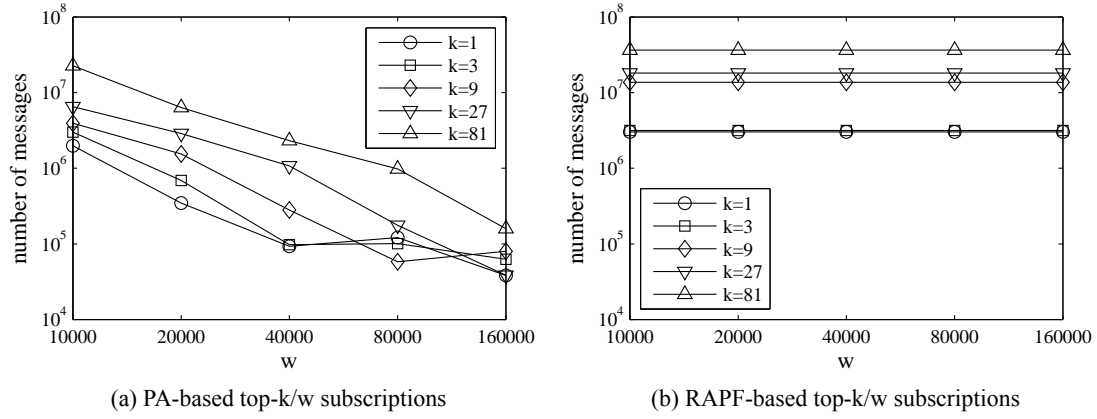 10^8
10^7
10^6
10^5
10^4
number of messages
k=1
k=3
k=9
k=27
k=81
10000 20000 40000 80000 160000
w
(a) PA-based top-k/w subscriptions
10^8
10^7
10^6
10^5
10^4
number of messages
k=1
k=3
k=9
k=27
k=81
10000 20000 40000 80000 160000
w
(b) RAPF-based top-k/w subscriptions